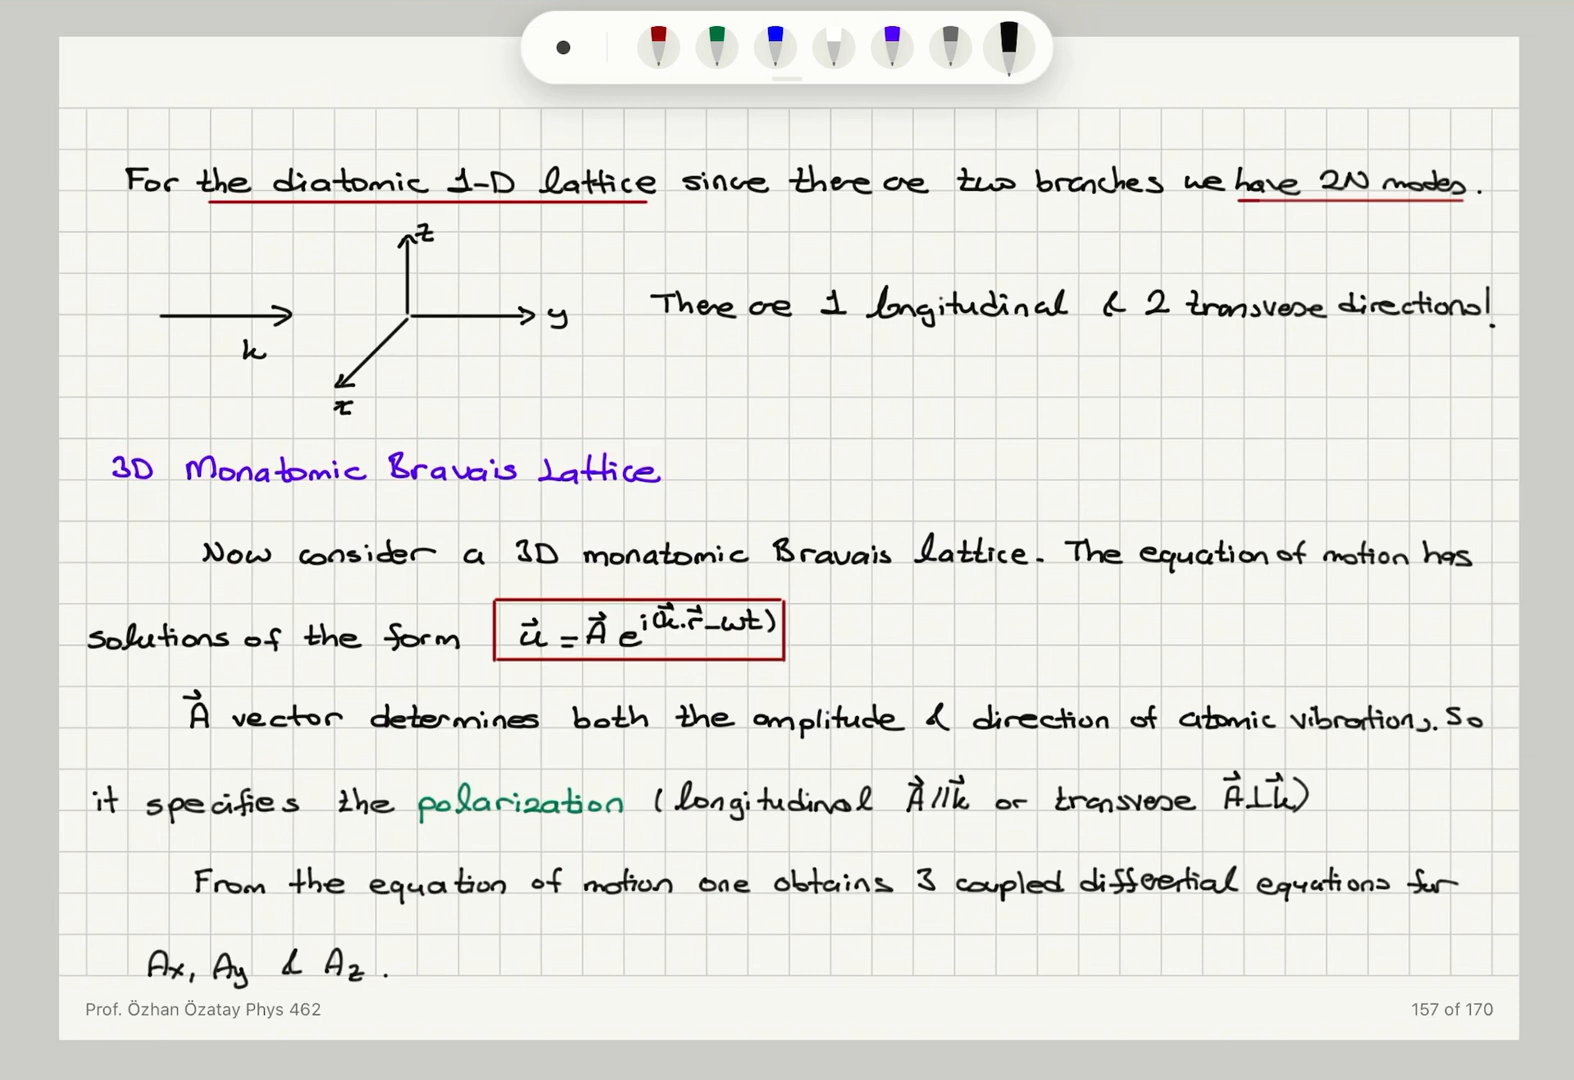 For the diatomic 1-D lattice since there are two branches we have 2N modes.
z
k
y
There are 1 longitudinal & 2 transverse directions!
x
3D Monatomic Bravais Lattice
Now consider a 3D monatomic Bravais lattice. The equation of motion has
solutions of the form u⃗ = A⃗ e^i(k⃗.r⃗-ωt)
A⃗ vector determines both the amplitude & direction of atomic vibrations. So
it specifies the polarization (longitudinal A⃗//k⃗ or transverse A⃗⊥k⃗)
From the equation of motion one obtains 3 coupled differential equations for
Ax, Ay & Az.
Prof. Özhan Özatay Phys 462
157 of 170